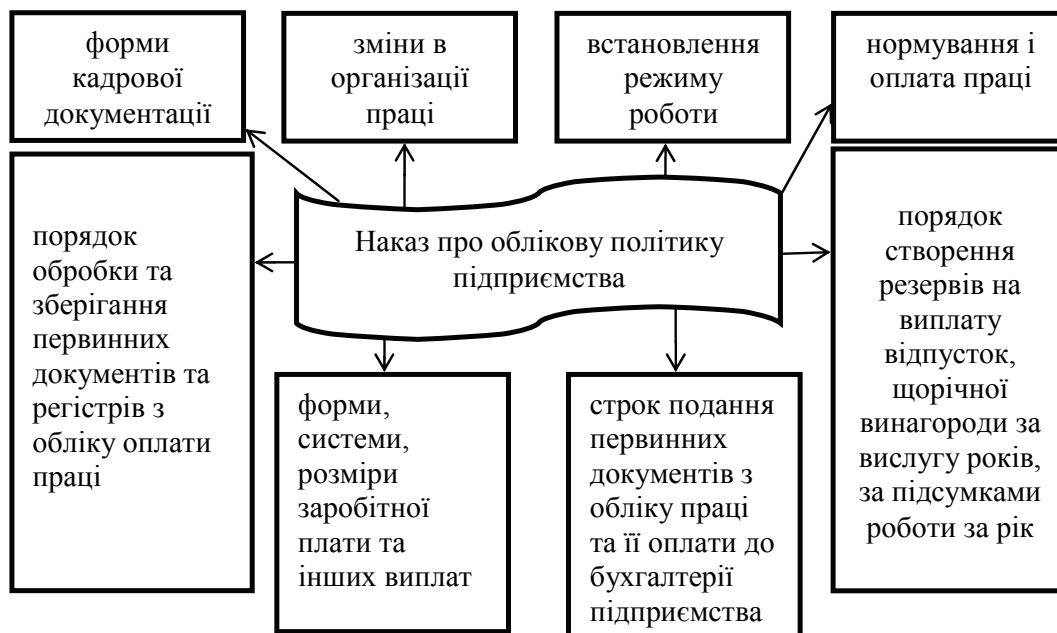 форми
кадрової
документації
зміни в
організації
праці
встановлення
режиму
роботи
нормування і
оплата праці
Наказ про облікову політику
підприємства
порядок
обробки та
зберігання
первинних
документів та
регістрів з
обліку оплати
праці
форми,
системи,
розміри
заробітної
плати та
інших виплат
строк подання
первинних
документів з
обліку праці
та її оплати до
бухгалтерії
підприємства
порядок
створення
резервів на
виплату
відпусток,
щорічної
винагороди за
вислугу років,
за підсумками
роботи за рік